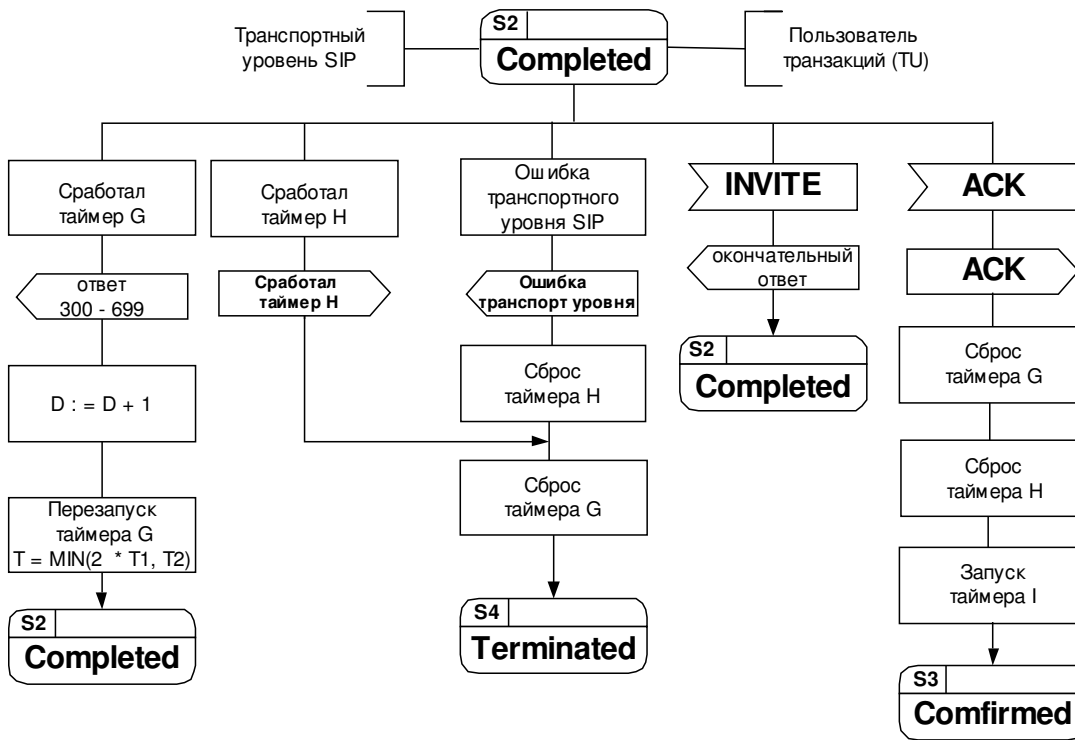 Транспортный
уровень SIP
S2
Completed
Пользователь
транзакций (TU)
Сработал
таймер G
Сработал
таймер H
Ошибка
транспортного
уровня SIP
INVITE
ACK
ответ
300 - 699
Сработал
таймер H
Ошибка
транспорт уровня
окончательный
ответ
ACK
D : = D + 1
Сброс
таймера H
S2
Completed
Сброс
таймера G
Перезапуск
таймера G
T = MIN(2 * T1, T2)
Сброс
таймера G
Сброс
таймера H
S2
Completed
S4
Terminated
Запуск
таймера I
S3
Comfirmed